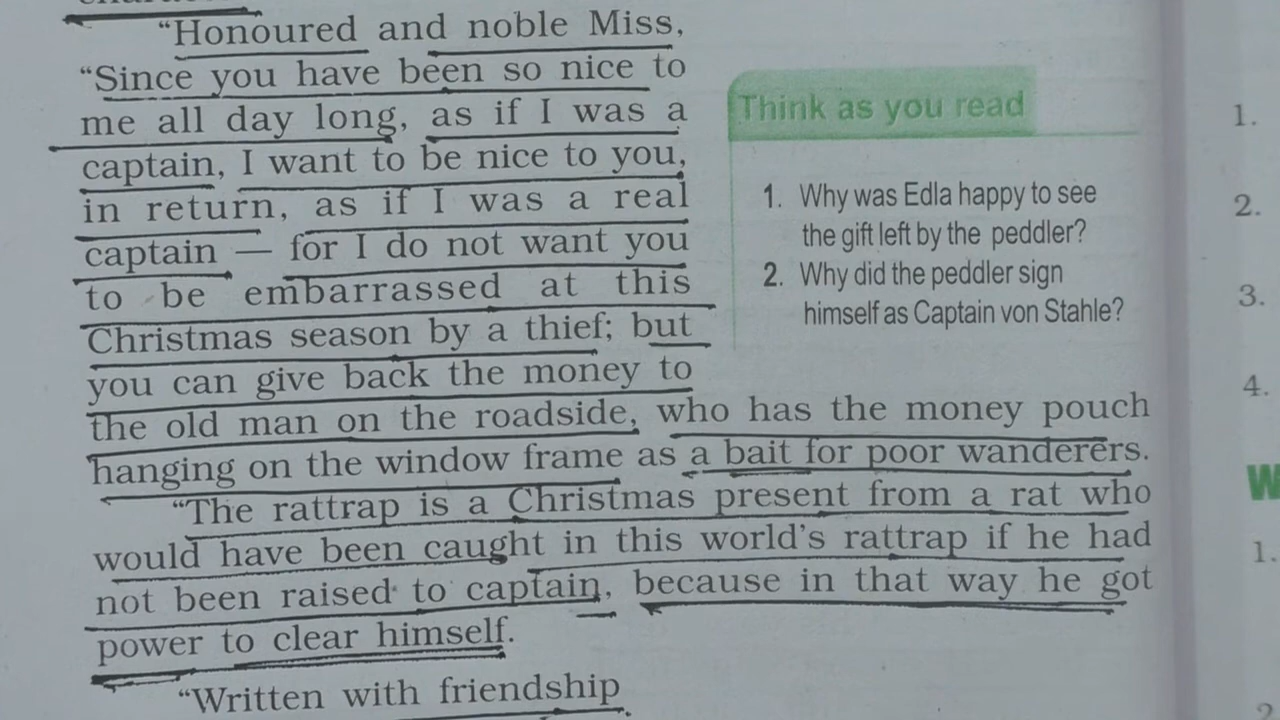 “Honoured and noble Miss,
“Since you have been so nice to
me all day long, as if I was a
captain, I want to be nice to you,
in return, as if I was a real
captain — for I do not want you
to be embarrassed at this
Christmas season by a thief; but
you can give back the money to
the old man on the roadside, who has the money pouch
hanging on the window frame as a bait for poor wanderers.
“The rattrap is a Christmas present from a rat who
would have been caught in this world’s rattrap if he had
not been raised to captain, because in that way he got
power to clear himself.
“Written with friendship
Think as you read
1. Why was Edla happy to see
the gift left by the peddler?
2. Why did the peddler sign
himself as Captain von Stahle?
1.
2.
3.
4.
W
1.